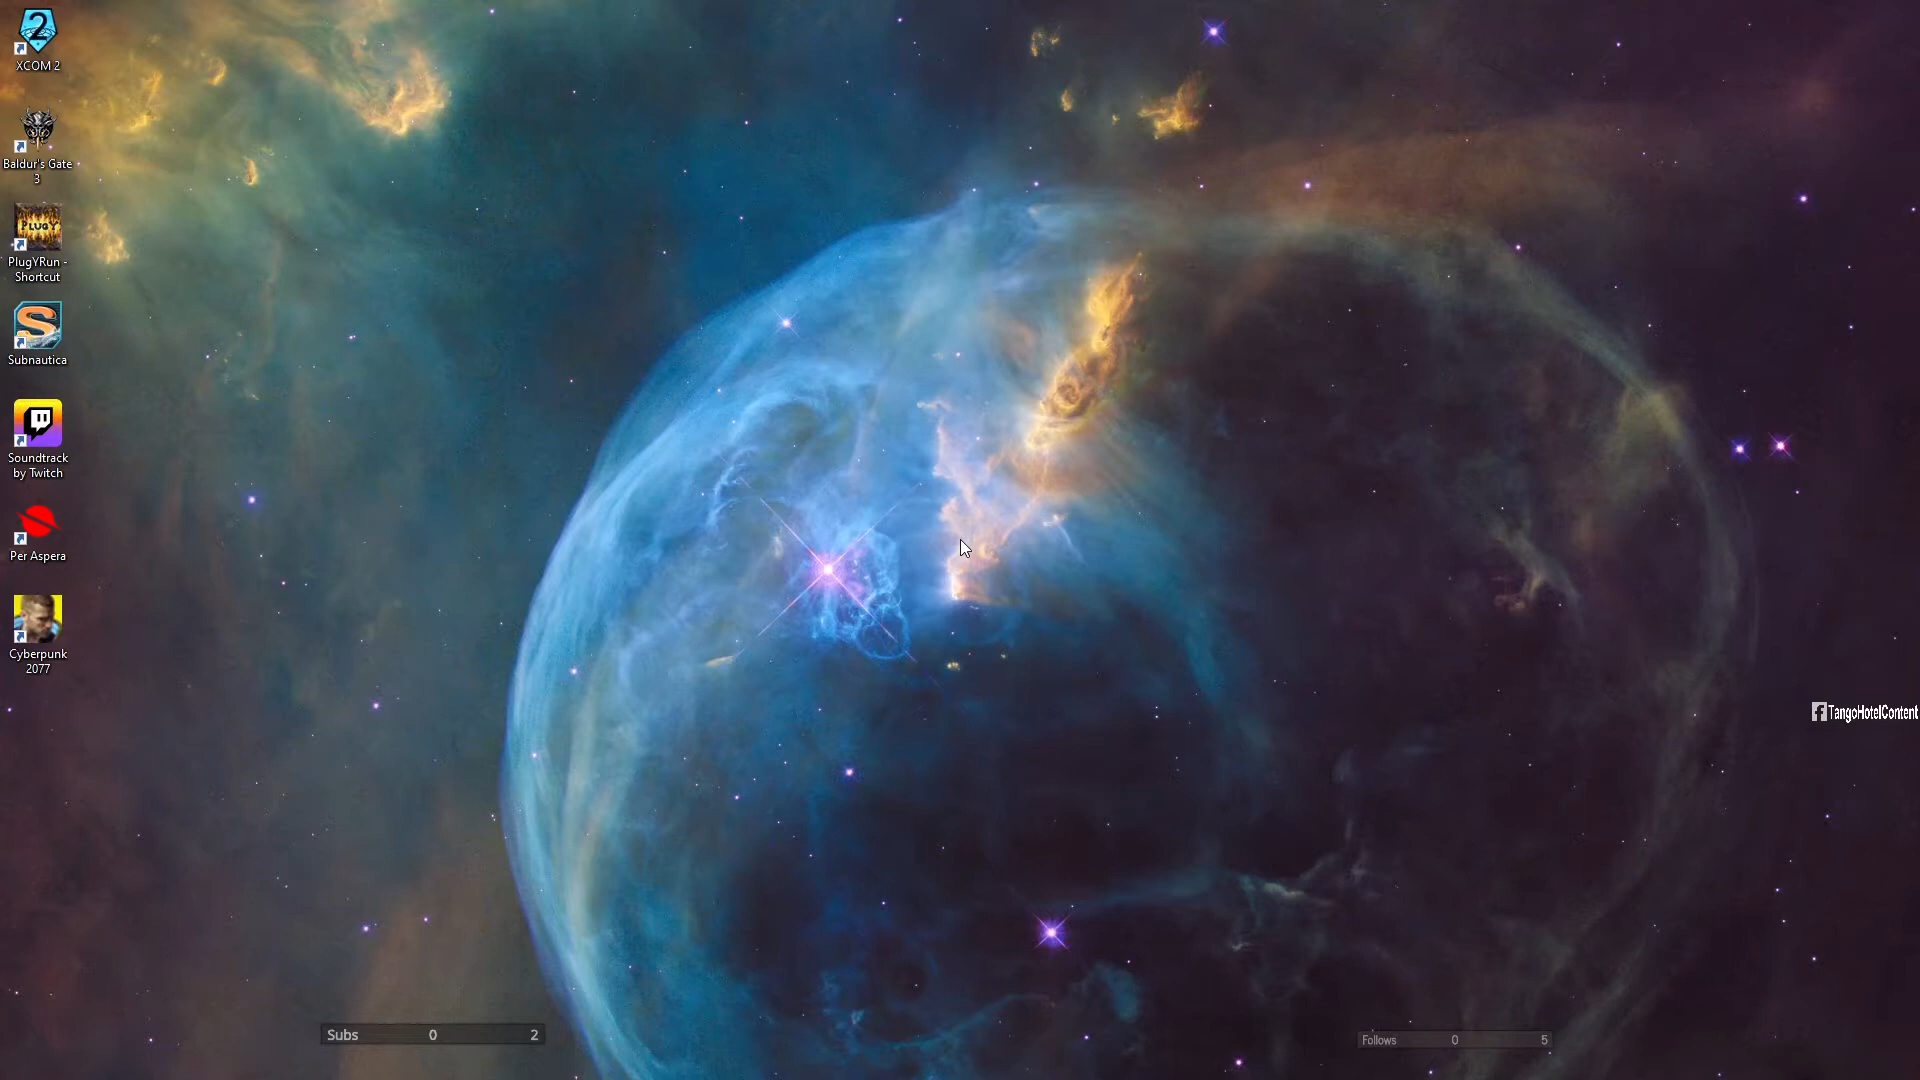 XCOM 2
Baldur's Gate
3
PLUGY
PlugYRun -
Shortcut
Subnautica
Soundtrack
by Twitch
Per Aspera
Cyberpunk
2077
TangoHotelContent
Subs 0 2
Follows 0 5